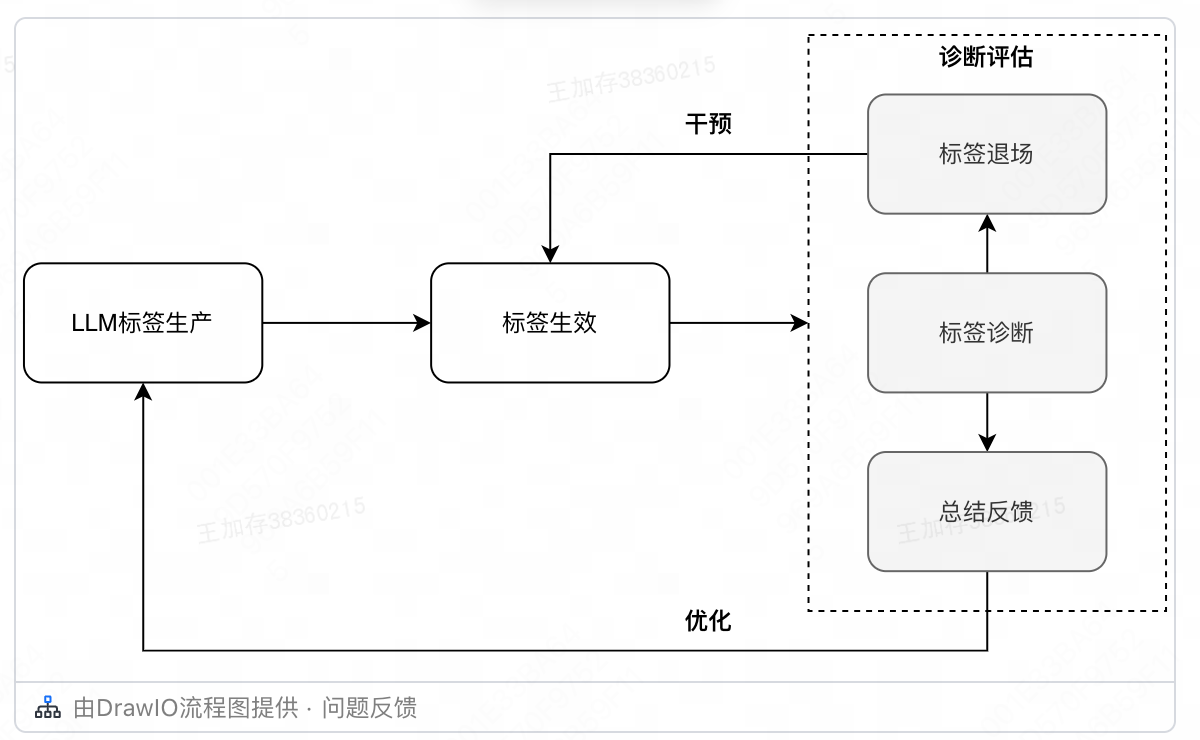 诊断评估
王加存38360215
干预
标签退场
LLM标签生产
标签生效
标签诊断
王加存38360215
总结反馈
王加存38360215
优化
由DrawIO流程图提供 · 问题反馈